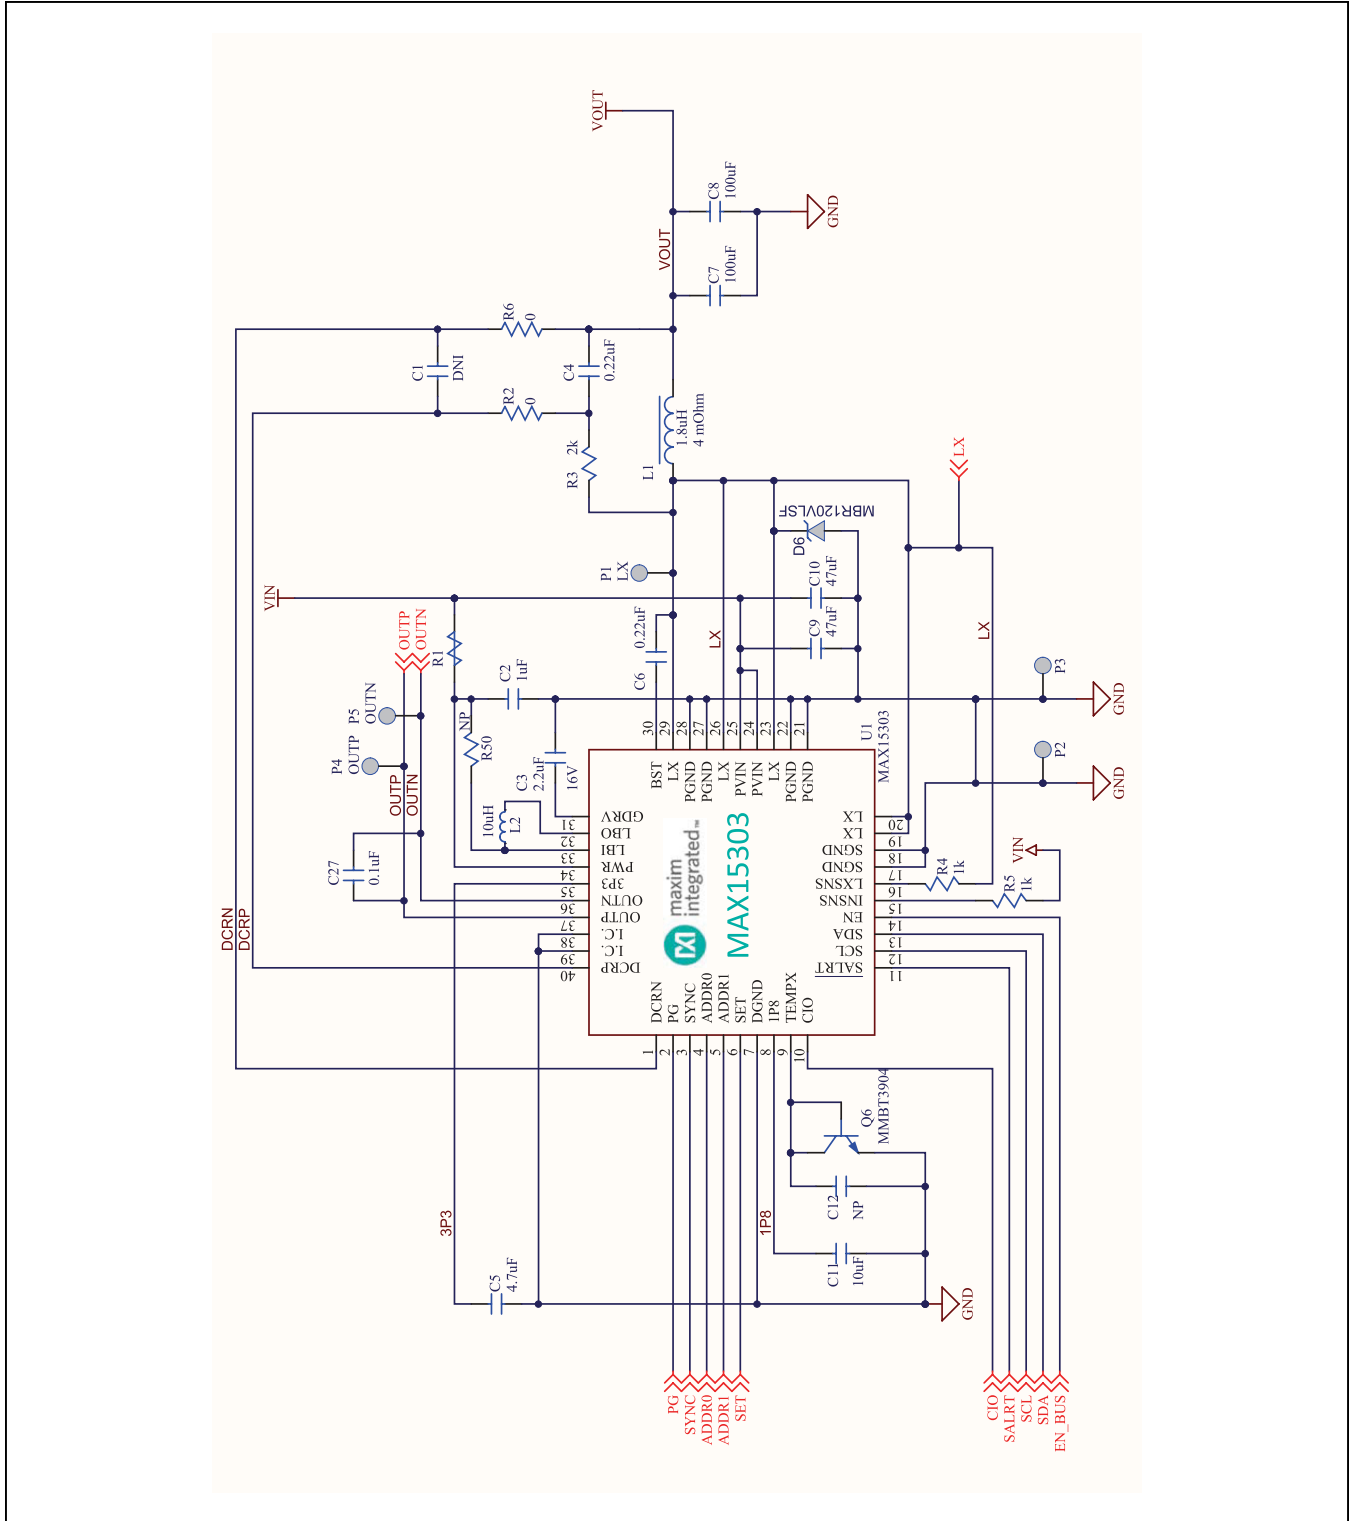 VOUT
C8
100uF
GND
VOUT
C7
100uF
R6
0
C1
DNI
C4
0.22uF
R2
0
R3
2k
L1
1.8uH
4 mOhm
LX
MBR120VLSF
D6
P1
LX
VIN
C10
47uF
C9
47uF
OUTP
OUTN
R1
C6
0.22uF
LX
LX
P3
GND
C2
1uF
P5
OUTN
P4
OUTP
NP
R50
OUTP
OUTN
C3
2.2uF
16V
10uH
L2
U1
MAX15303
P2
GND
30
29
28
27
26
25
24
23
22
21
BST
LX
PGND
PGND
LX
PVIN
PVIN
LX
PGND
PGND
GDRV
31
LBO
32
LBI
33
PWR
34
3P3
35
OUTN
36
OUTP
37
I.C.
38
I.C.
39
DCRP
40
LX
20
LX
19
SGND
18
SGND
17
LXSNS
16
INSNS
15
EN
14
SDA
13
SCL
12
SALRT
11
VIN
R4
1k
R5
1k
C27
0.1uF
DCRN
DCRP
maxim
integrated™
MAX15303
DCRN
PG
SYNC
ADDR0
ADDR1
SET
DGND
1P8
TEMPX
CIO
1
2
3
4
5
6
7
8
9
10
Q6
MMBT3904
C12
NP
3P3
1P8
C11
10uF
C5
4.7uF
GND
PG
SYNC
ADDR0
ADDR1
SET
CIO
SALRT
SCL
SDA
EN_BUS